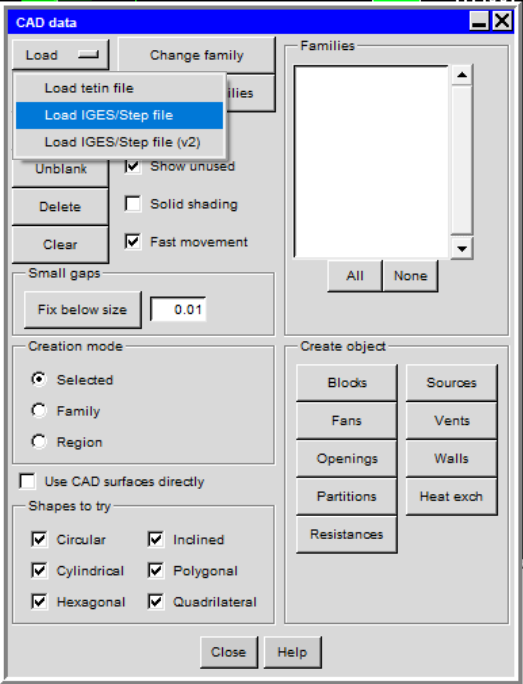 CAD data
Load
Change family
Load tetin file
ilies
Load IGES/Step file
Load IGES/Step file (v2)
Unblank
Show unused
Delete
Solid shading
Clear
Fast movement
Families
All None
Small gaps
Fix below size 0.01
Creation mode
Selected
Family
Region
Use CAD surfaces directly
Shapes to try
Circular Inclined
Cylindrical Polygonal
Hexagonal Quadrilateral
Create object
Blocks Sources
Fans Vents
Openings Walls
Partitions Heat exch
Resistances
Close Help